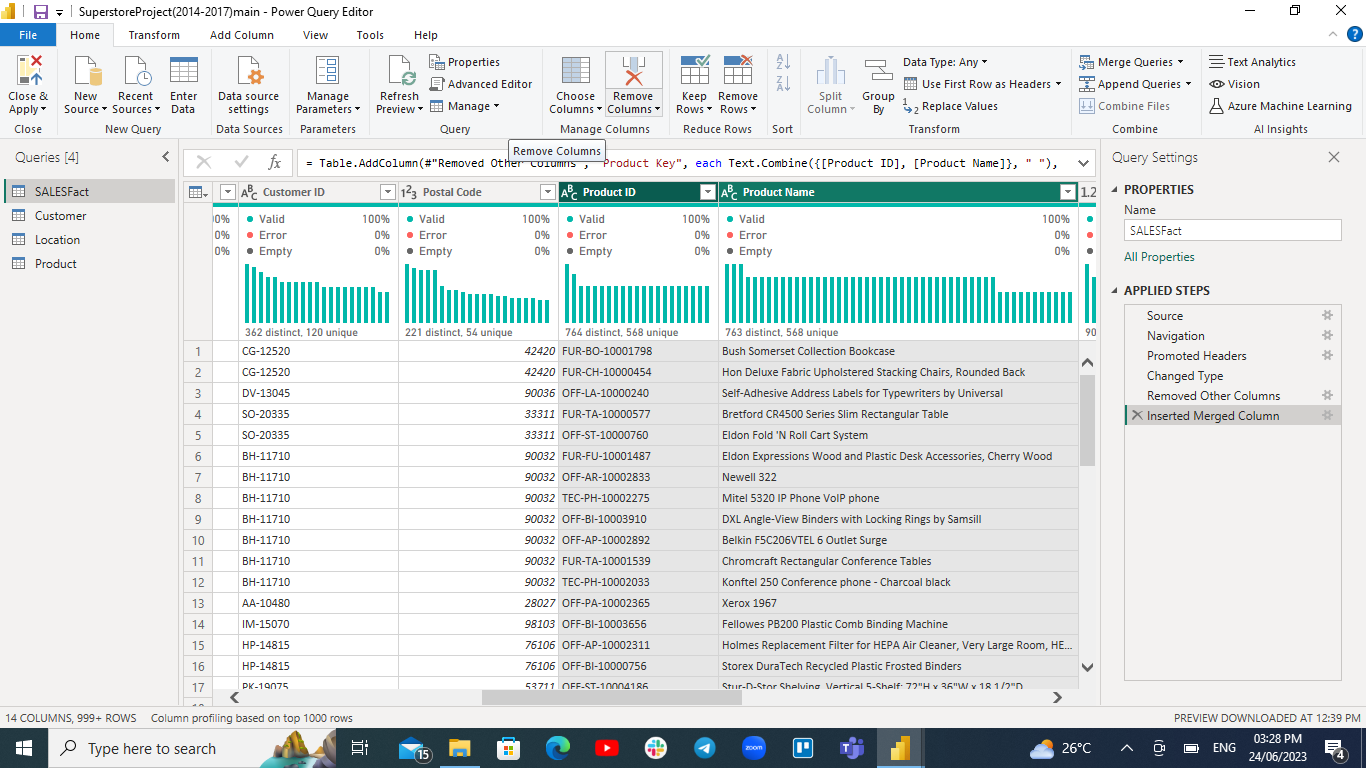 SuperstoreProject(2014-2017)main - Power Query Editor
File Home Transform Add Column View Tools Help
Close & Apply
Close
New Source
Recent Sources
Enter Data
New Query
Data source settings
Data Sources
Manage Parameters
Parameters
Refresh Preview
Properties
Advanced Editor
Manage
Query
Choose Columns
Remove Columns
Manage Columns
Keep Rows
Remove Rows
Reduce Rows
Sort
Split Column
Group By
Data Type: Any
Use First Row as Headers
Replace Values
Transform
Merge Queries
Append Queries
Combine Files
Combine
Text Analytics
Vision
Azure Machine Learning
AI Insights
Remove Columns
Queries [4]
SALESFact
Customer
Location
Product
= Table.AddColumn(#"Removed Other Columns", "Product Key", each Text.Combine({[Product ID], [Product Name]}, " "),
Customer ID Postal Code Product ID Product Name 1.2
Valid 100% Valid 100% Valid 100% Valid 100%
Error 0% Error 0% Error 0% Error 0%
Empty 0% Empty 0% Empty 0% Empty 0%
362 distinct, 120 unique 221 distinct, 54 unique 764 distinct, 568 unique 763 distinct, 568 unique 90
1 CG-12520 42420 FUR-BO-10001798 Bush Somerset Collection Bookcase
2 CG-12520 42420 FUR-CH-10000454 Hon Deluxe Fabric Upholstered Stacking Chairs, Rounded Back
3 DV-13045 90036 OFF-LA-10000240 Self-Adhesive Address Labels for Typewriters by Universal
4 SO-20335 33311 FUR-TA-10000577 Bretford CR4500 Series Slim Rectangular Table
5 SO-20335 33311 OFF-ST-10000760 Eldon Fold 'N Roll Cart System
6 BH-11710 90032 FUR-FU-10001487 Eldon Expressions Wood and Plastic Desk Accessories, Cherry Wood
7 BH-11710 90032 OFF-AR-10002833 Newell 322
8 BH-11710 90032 TEC-PH-10002275 Mitel 5320 IP Phone VoIP phone
9 BH-11710 90032 OFF-BI-10003910 DXL Angle-View Binders with Locking Rings by Samsill
10 BH-11710 90032 OFF-AP-10002892 Belkin F5C206VTEL 6 Outlet Surge
11 BH-11710 90032 FUR-TA-10001539 Chromcraft Rectangular Conference Tables
12 BH-11710 90032 TEC-PH-10002033 Konftel 250 Conference phone - Charcoal black
13 AA-10480 28027 OFF-PA-10002365 Xerox 1967
14 IM-15070 98103 OFF-BI-10003656 Fellowes PB200 Plastic Comb Binding Machine
15 HP-14815 76106 OFF-AP-10002311 Holmes Replacement Filter for HEPA Air Cleaner, Very Large Room, HE...
16 HP-14815 76106 OFF-BI-10000756 Storex DuraTech Recycled Plastic Frosted Binders
17 PK-19075 53711 OFF-ST-10004186 Stur-D-Stor Shelving, Vertical 5-Shelf: 72"H x 36"W x 18 1/2"D
Query Settings
PROPERTIES
Name
SALESFact
All Properties
APPLIED STEPS
Source
Navigation
Promoted Headers
Changed Type
Removed Other Columns
Inserted Merged Column
14 COLUMNS, 999+ ROWS Column profiling based on top 1000 rows PREVIEW DOWNLOADED AT 12:39 PM
Type here to search 15 zoom 26°C ENG 03:28 PM
24/06/2023 4